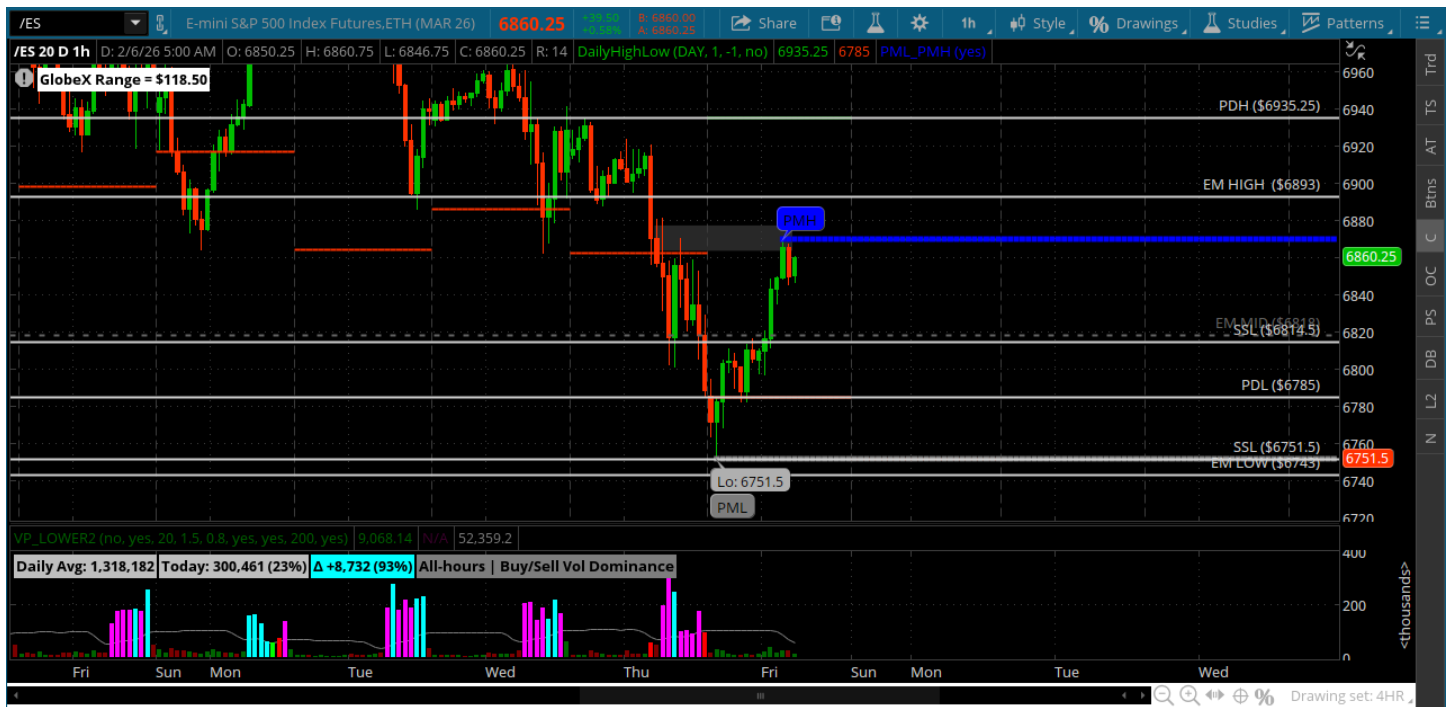 /ES E-mini S&P 500 Index Futures,ETH (MAR 26) 6860.25 +39.50 +0.58% B: 6860.00 A: 6860.25 Share 1h Style Drawings Studies Patterns
/ES 20 D 1h D: 2/6/26 5:00 AM O: 6850.25 H: 6860.75 L: 6846.75 C: 6860.25 R: 14 DailyHighLow (DAY, 1, -1, no) 6935.25 6785 PML_PMH (yes)
GlobeX Range = $118.50
PDH ($6935.25)
EM HIGH ($6893)
PMH
EM MID ($6818)
SSL ($6814.5)
PDL ($6785)
SSL ($6751.5)
EM LOW ($6743)
Lo: 6751.5
PML
6960
6940
6920
6900
6880
6860.25
6840
6820
6800
6780
6760
6751.5
6740
6720
VP_LOWER2 (no, yes, 20, 1.5, 0.8, yes, yes, 200, yes) 9,068.14 N/A 52,359.2
Daily Avg: 1,318,182 Today: 300,461 (23%) Δ +8,732 (93%) All-hours | Buy/Sell Vol Dominance
400
200
0
<thousands>
Fri Sun Mon Tue Wed Thu Fri Sun Mon Tue Wed
Drawing set: 4HR
Trd
TS
AT
Btns
C
OC
PS
DB
L2
N